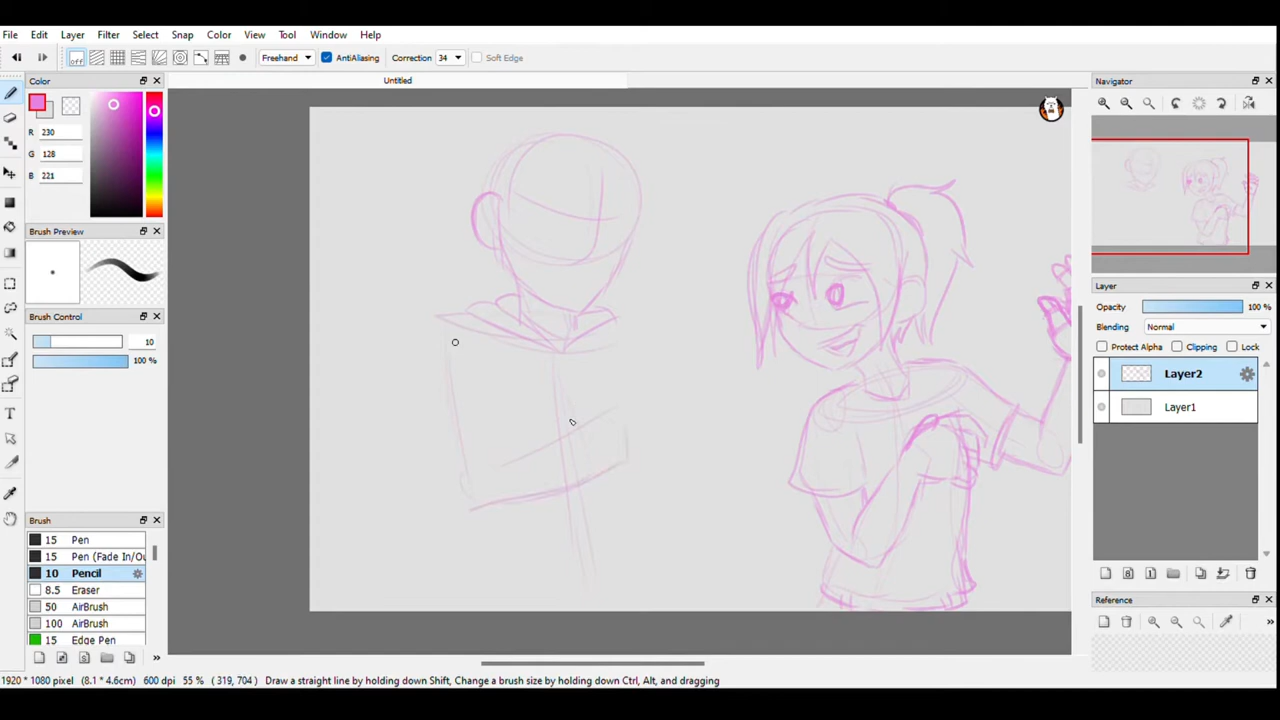 File Edit Layer Filter Select Snap Color View Tool Window Help
off Freehand AntiAliasing Correction 34 Soft Edge
Color
Untitled
Navigator
R 230
G 128
B 221
Brush Preview
Brush Control
10
100 %
Brush
15 Pen
15 Pen (Fade In/Ou
10 Pencil
8.5 Eraser
50 AirBrush
100 AirBrush
15 Edge Pen
Layer
Opacity 100 %
Blending Normal
Protect Alpha Clipping Lock
Layer2
Layer1
Reference
1920 * 1080 pixel (8.1 * 4.6cm) 600 dpi 55 % ( 319, 704 ) Draw a straight line by holding down Shift, Change a brush size by holding down Ctrl, Alt, and dragging